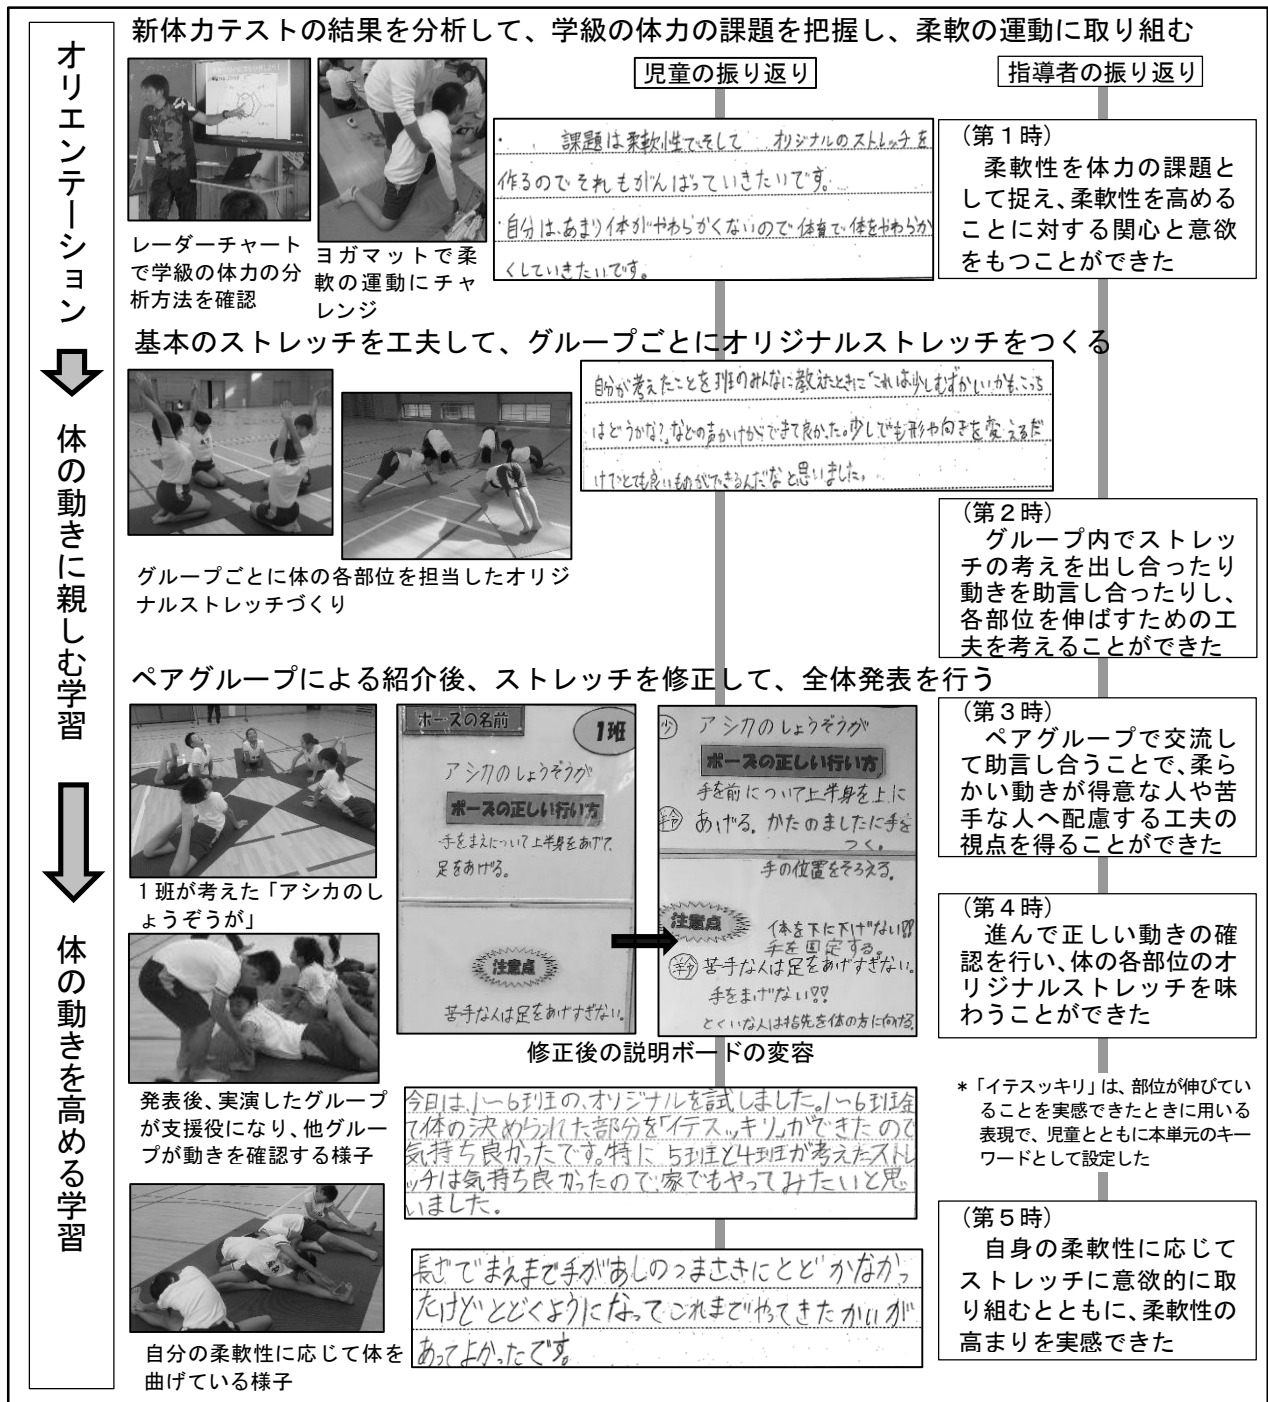 新体力テストの結果を分析して、学級の体力の課題を把握し、柔軟の運動に取り組む
オリエンテーション
体の動きに親しむ学習
体の動きを高める学習
児童の振り返り
指導者の振り返り
レーダーチャート
で学級の体力の分
析方法を確認
ヨガマットで柔
軟の運動にチャ
レンジ
課題は柔軟性でそして オリジナルのストレッチを
作るのでそれもがんばっていきたいです。
・自分は、あまり体がやわらかくないので体育で体をやわらか
くしていきたいです。
（第１時）
柔軟性を体力の課題と
して捉え、柔軟性を高める
ことに対する関心と意欲
をもつことができた
基本のストレッチを工夫して、グループごとにオリジナルストレッチをつくる
グループごとに体の各部位を担当したオリジ
ナルストレッチづくり
自分が考えたことを班のみんなに教えたときに「これは少しむずかしいかも、こっち
はどうかな？」などの声かけができて良かった。少しでも形や向きを変えるだ
けでとても良いものができるんだなと思いました。
（第２時）
グループ内でストレッ
チの考えを出し合ったり
動きを助言し合ったりし、
各部位を伸ばすための工
夫を考えることができた
ペアグループによる紹介後、ストレッチを修正して、全体発表を行う
１班が考えた「アシカのし
ょうぞうが」
ポーズの名前
1班
アシカのしょうぞうが
ポーズの正しい行い方
手をまえについて上半身をあげて、
足をあげる。
注意点
苦手な人は足をあげすぎない。
アシカのしょうぞうが
ポーズの正しい行い方
手を前について上半身を上に
あげる。かたのましたに手を
つく。
手の位置をそろえる。
注意点
体を下に下げない!!
手を固定する。
苦手な人は足をあげすぎない。
手をまげない!!
とくいな人は指先を体の方に向ける。
修正後の説明ボードの変容
（第３時）
ペアグループで交流し
て助言し合うことで、柔ら
かい動きが得意な人や苦
手な人へ配慮する工夫の
視点を得ることができた
発表後、実演したグループ
が支援役になり、他グルー
プが動きを確認する様子
（第４時）
進んで正しい動きの確
認を行い、体の各部位のオ
リジナルストレッチを味
わうことができた
今日は、1〜6班の、オリジナルを試しました。1〜6班全
て体の決められた部分を「イテスッキリ」ができたので
気持ち良かったです。特に 5班と4班が考えたストレ
ッチは気持ち良かったので、家でもやってみたいと思
いました。
＊「イテスッキリ」は、部位が伸びてい
ることを実感できたときに用いる
表現で、児童とともに本単元のキー
ワードとして設定した
自分の柔軟性に応じて体を
曲げている様子
長ざでまえまで手があしのつまさきにとどかなかっ
たけどとどくようになってこれまでやってきたかいが
あってよかったです。
（第５時）
自身の柔軟性に応じて
ストレッチに意欲的に取
り組むとともに、柔軟性の
高まりを実感できた